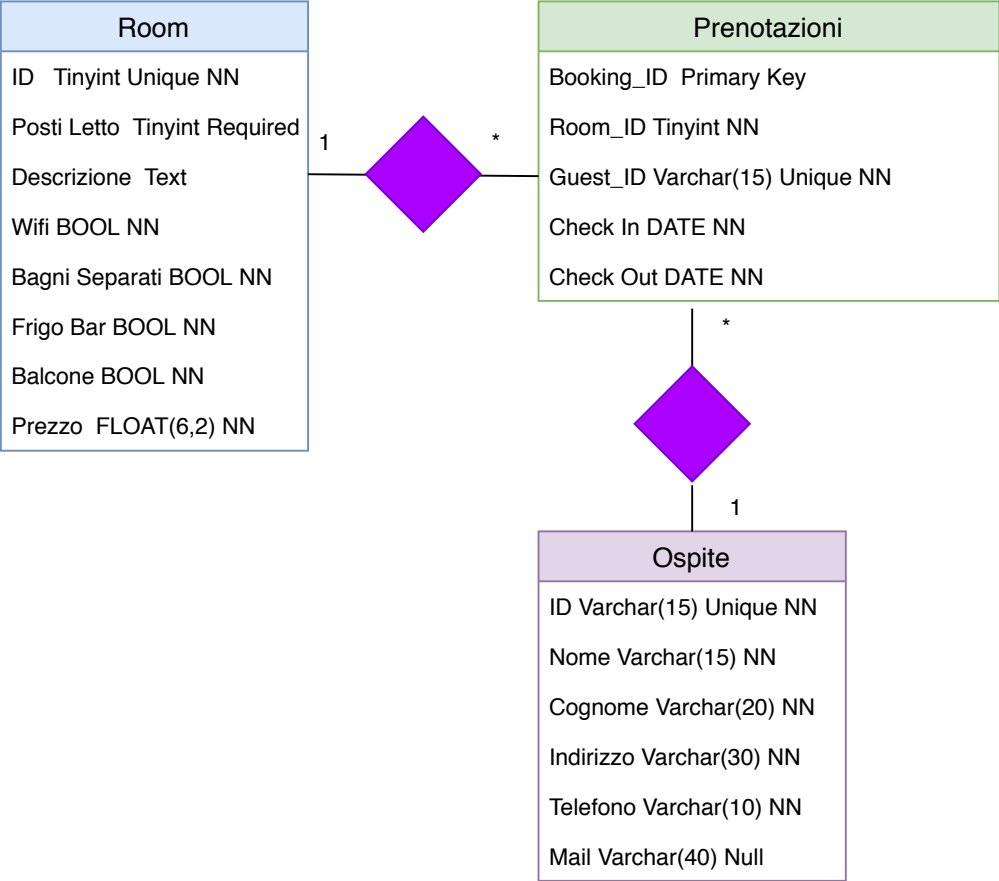 Room
ID Tinyint Unique NN
Posti Letto Tinyint Required
Descrizione Text
Wifi BOOL NN
Bagni Separati BOOL NN
Frigo Bar BOOL NN
Balcone BOOL NN
Prezzo FLOAT(6,2) NN
1
*
Prenotazioni
Booking_ID Primary Key
Room_ID Tinyint NN
Guest_ID Varchar(15) Unique NN
Check In DATE NN
Check Out DATE NN
*
1
Ospite
ID Varchar(15) Unique NN
Nome Varchar(15) NN
Cognome Varchar(20) NN
Indirizzo Varchar(30) NN
Telefono Varchar(10) NN
Mail Varchar(40) Null